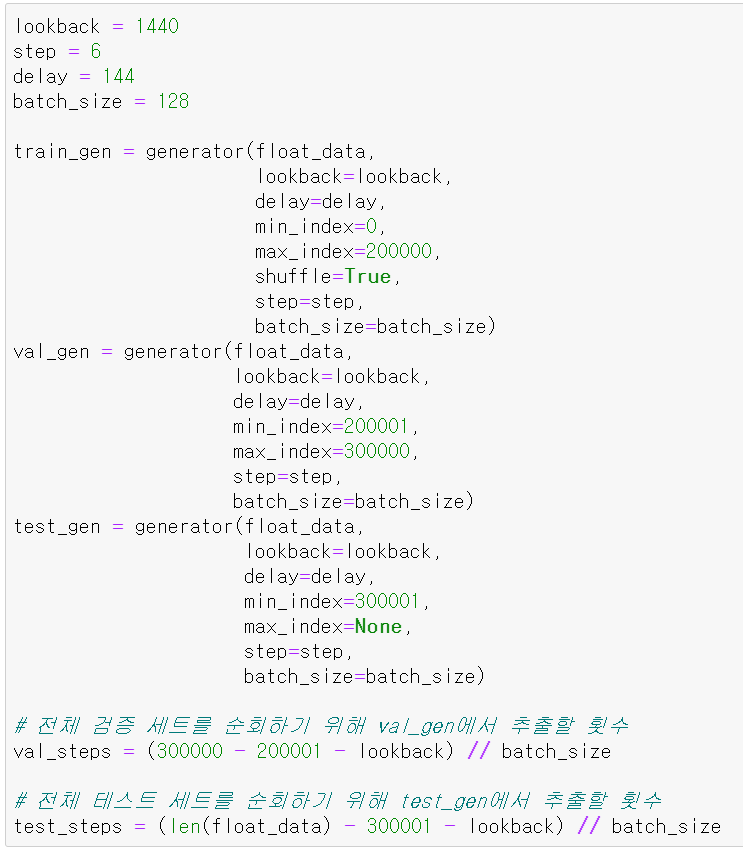 lookback = 1440
step = 6
delay = 144
batch_size = 128

train_gen = generator(float_data,
                      lookback=lookback,
                      delay=delay,
                      min_index=0,
                      max_index=200000,
                      shuffle=True,
                      step=step,
                      batch_size=batch_size)
val_gen = generator(float_data,
                    lookback=lookback,
                    delay=delay,
                    min_index=200001,
                    max_index=300000,
                    step=step,
                    batch_size=batch_size)
test_gen = generator(float_data,
                     lookback=lookback,
                     delay=delay,
                     min_index=300001,
                     max_index=None,
                     step=step,
                     batch_size=batch_size)

# 전체 검증 세트를 순회하기 위해 val_gen에서 추출할 횟수
val_steps = (300000 - 200001 - lookback) // batch_size

# 전체 테스트 세트를 순회하기 위해 test_gen에서 추출할 횟수
test_steps = (len(float_data) - 300001 - lookback) // batch_size